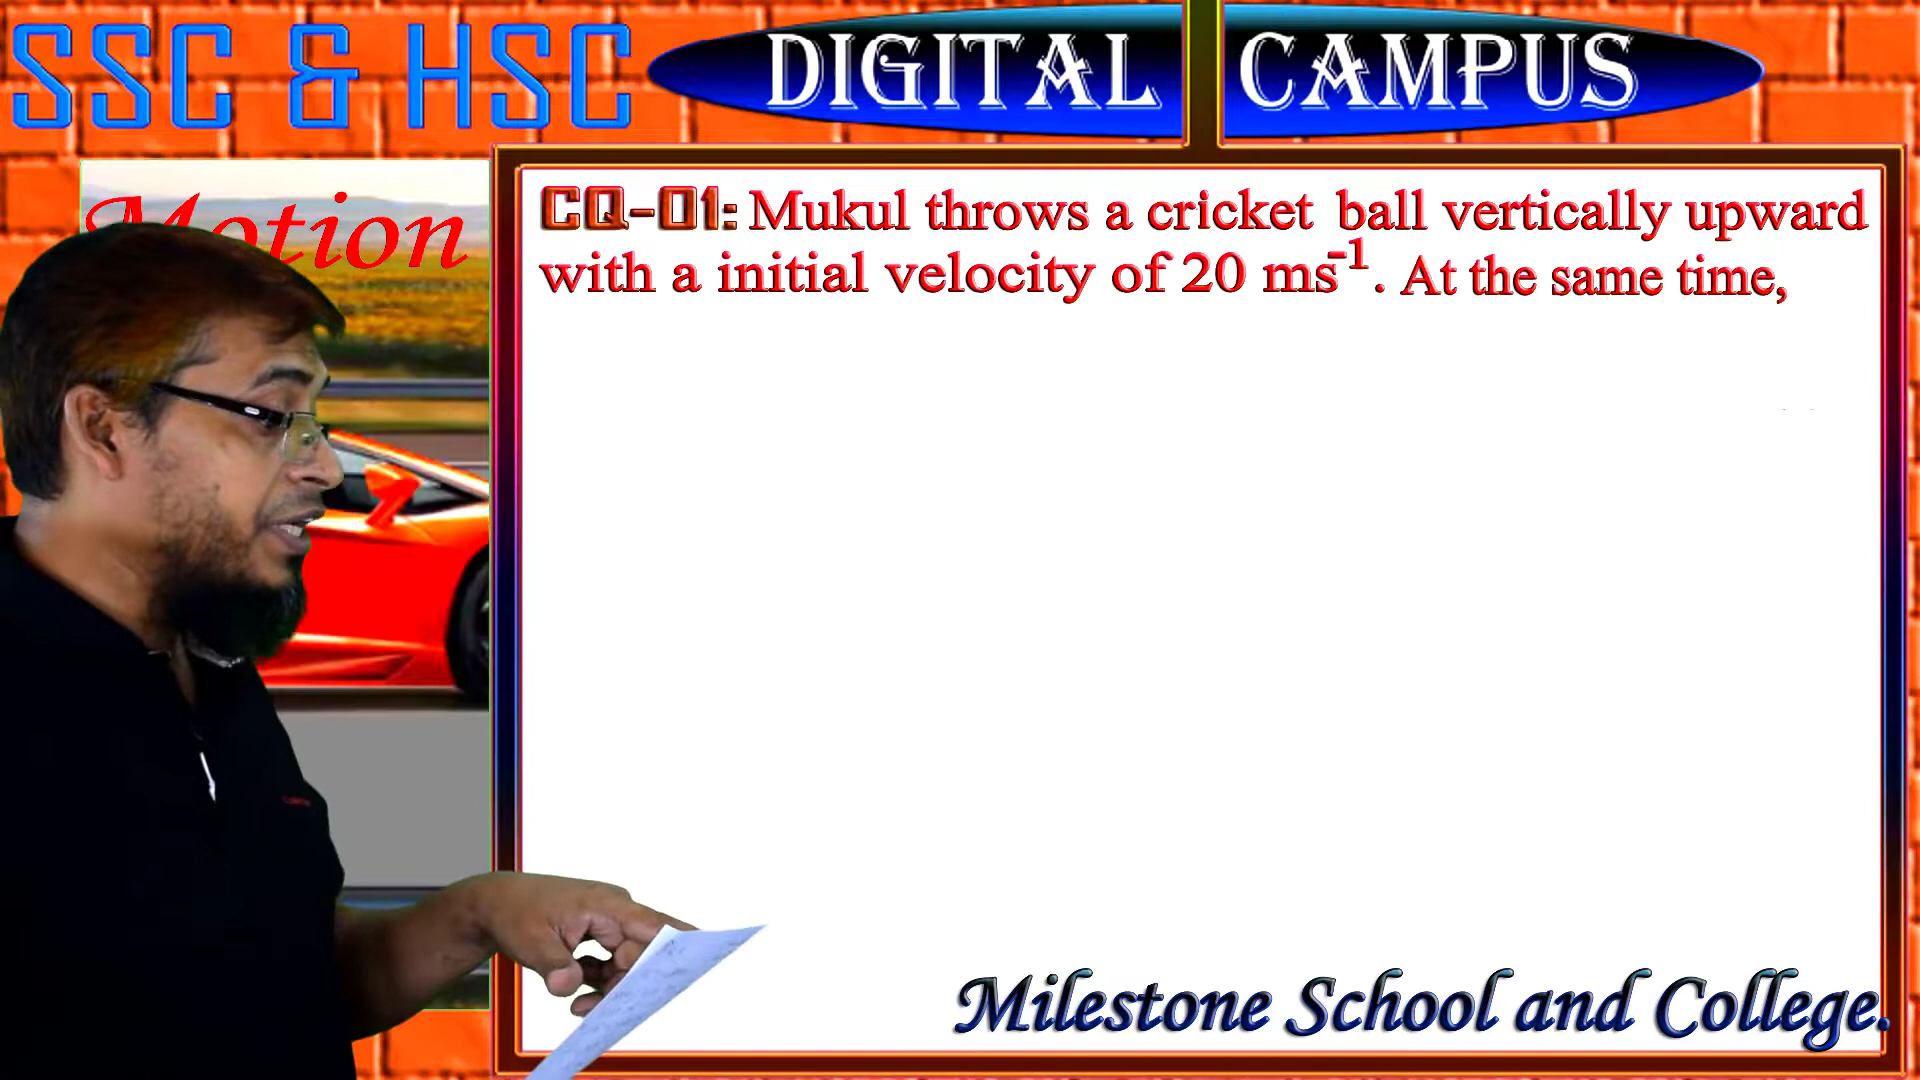 SSC & HSC DIGITAL CAMPUS
Motion
CQ-01: Mukul throws a cricket ball vertically upward
with a initial velocity of 20 ms⁻¹. At the same time,
Milestone School and College.